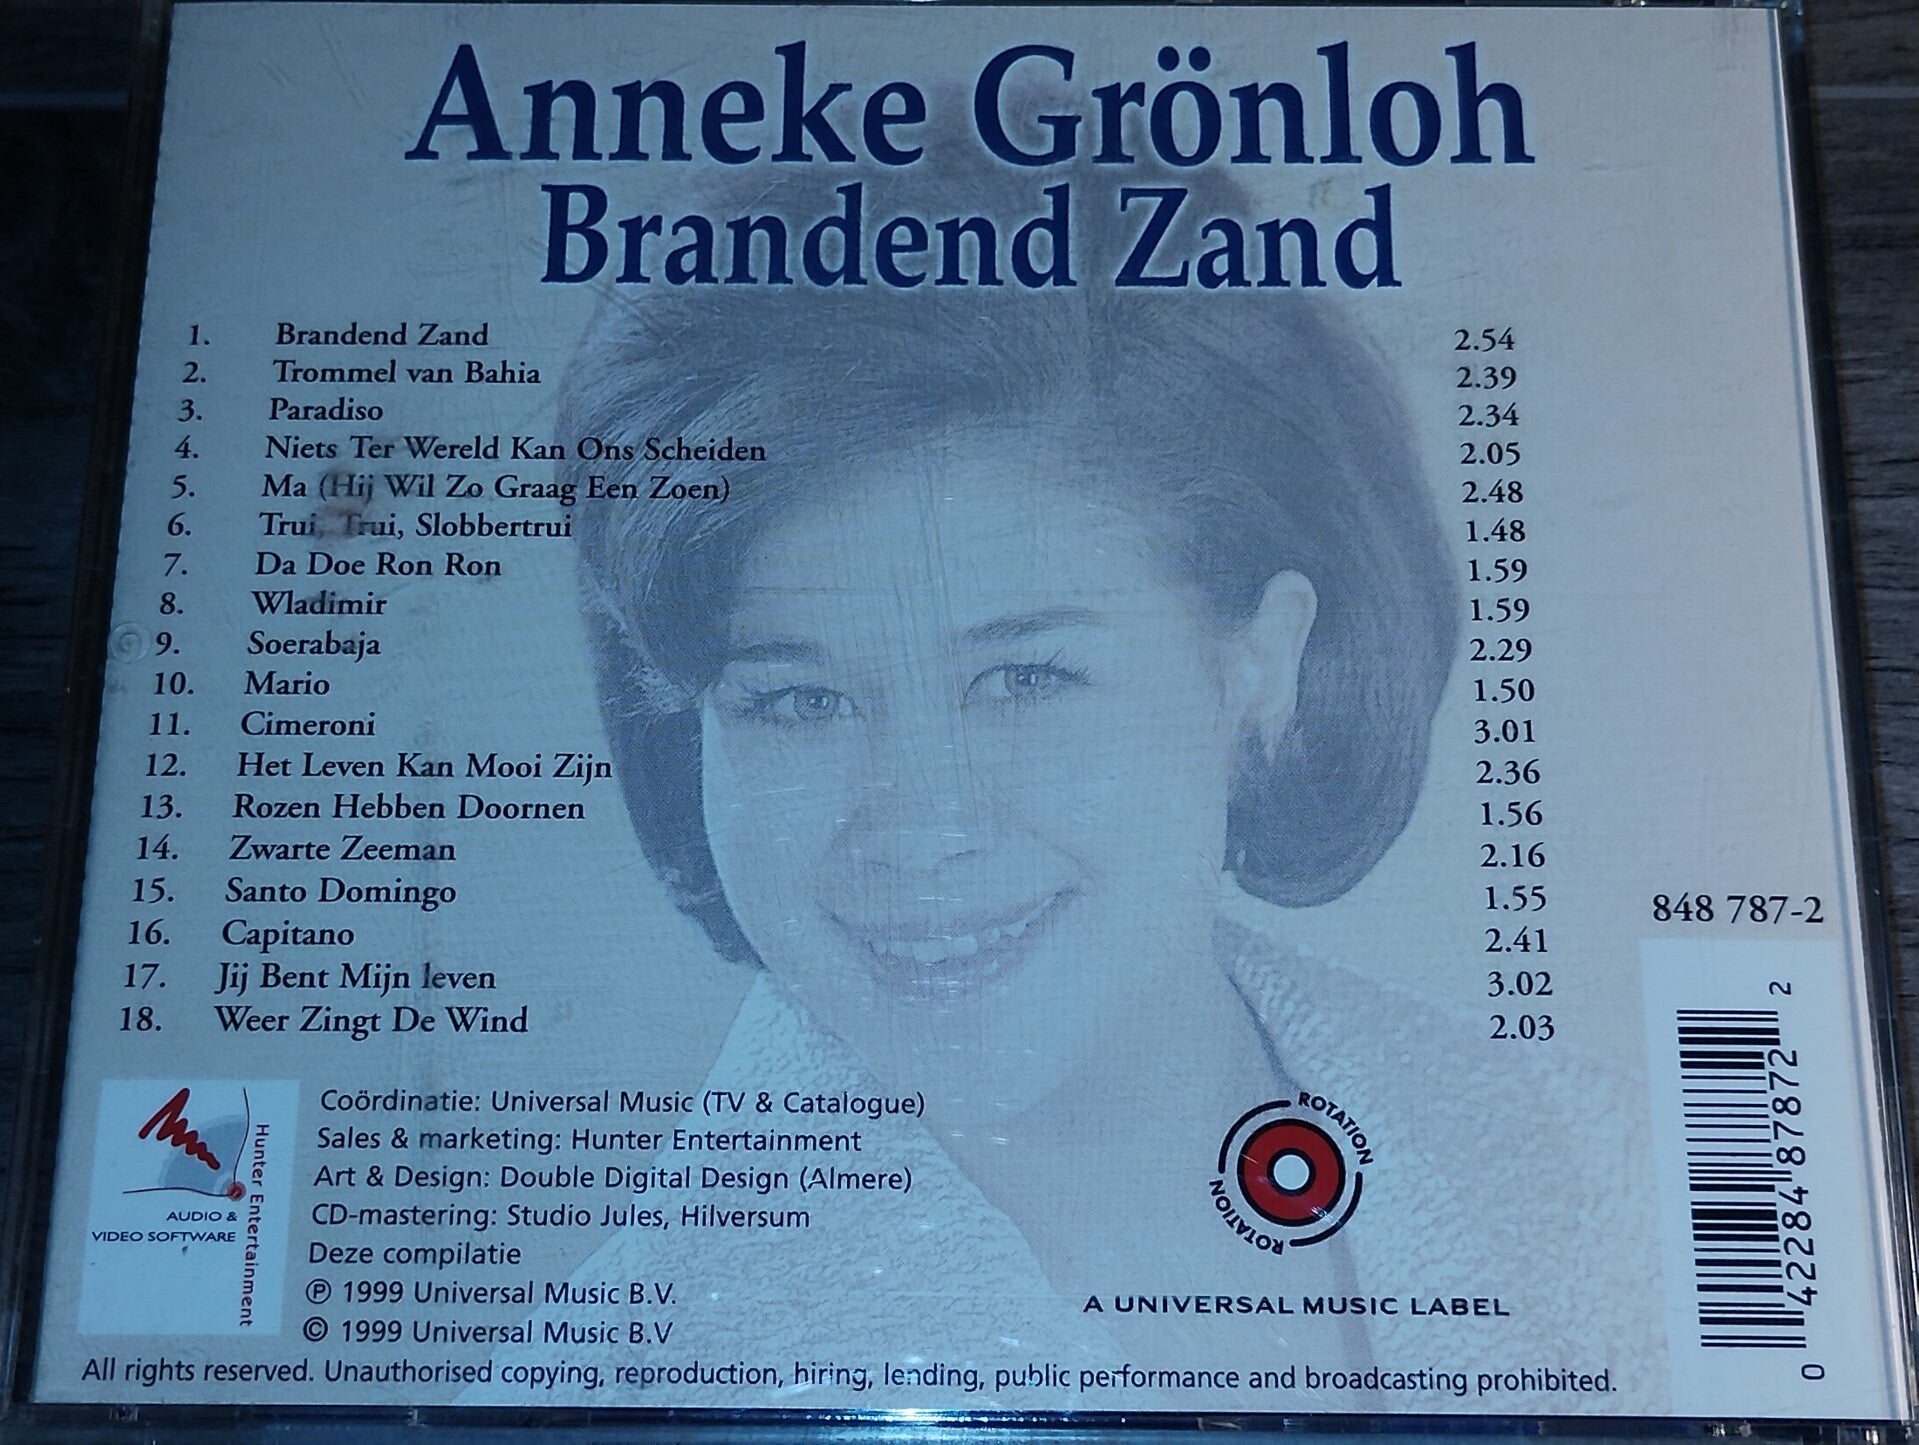 Anneke Grönloh
Brandend Zand
1. Brandend Zand 2.54
2. Trommel van Bahia 2.39
3. Paradiso 2.34
4. Niets Ter Wereld Kan Ons Scheiden 2.05
5. Ma (Hij Wil Zo Graag Een Zoen) 2.48
6. Trui, Trui, Slobbertrui 1.48
7. Da Doe Ron Ron 1.59
8. Wladimir 1.59
9. Soerabaja 2.29
10. Mario 1.50
11. Cimeroni 3.01
12. Het Leven Kan Mooi Zijn 2.36
13. Rozen Hebben Doornen 1.56
14. Zwarte Zeeman 2.16
15. Santo Domingo 1.55
16. Capitano 2.41
17. Jij Bent Mijn leven 3.02
18. Weer Zingt De Wind 2.03
848 787-2
0 42284 87872 2
Hunter Entertainment
AUDIO &
VIDEO SOFTWARE
Coördinatie: Universal Music (TV & Catalogue)
Sales & marketing: Hunter Entertainment
Art & Design: Double Digital Design (Almere)
CD-mastering: Studio Jules, Hilversum
Deze compilatie
℗ 1999 Universal Music B.V.
© 1999 Universal Music B.V
ROTATION
ROTATION
A UNIVERSAL MUSIC LABEL
All rights reserved. Unauthorised copying, reproduction, hiring, lending, public performance and broadcasting prohibited.